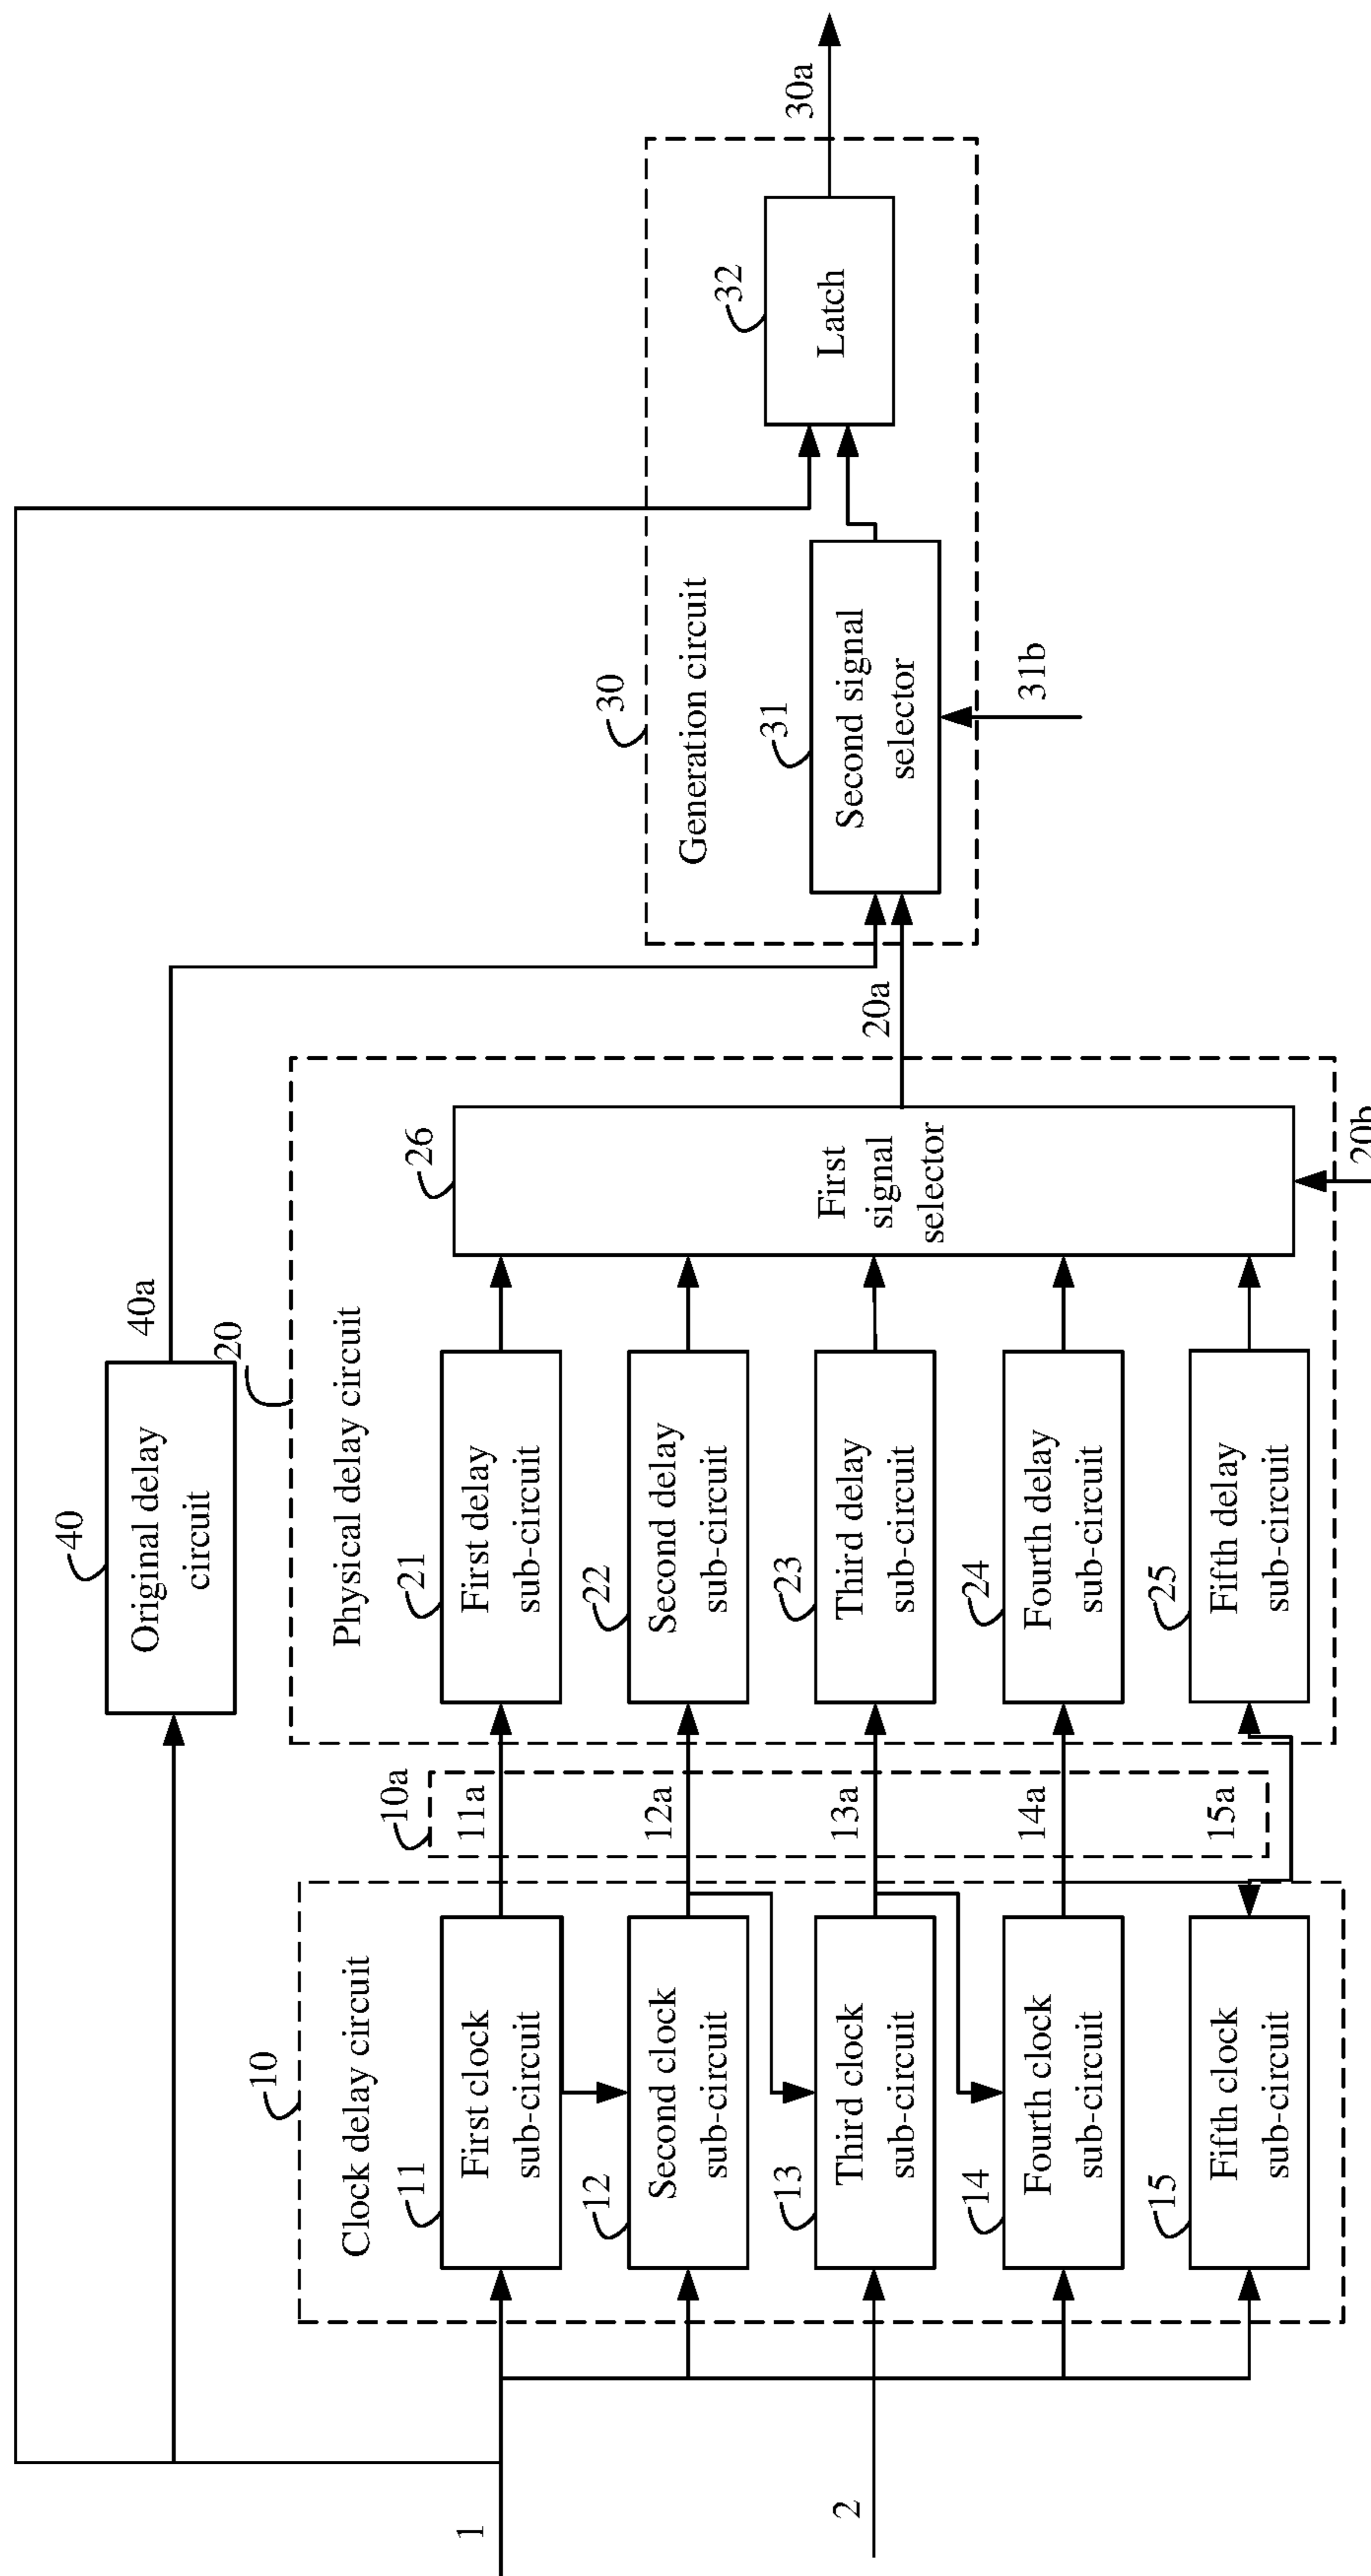 1
2
10
Clock delay circuit
11
First clock
sub-circuit
12
Second clock
sub-circuit
13
Third clock
sub-circuit
14
Fourth clock
sub-circuit
15
Fifth clock
sub-circuit
10a
11a
12a
13a
14a
15a
40
Original delay
circuit
40a
20
Physical delay circuit
21
First delay
sub-circuit
22
Second delay
sub-circuit
23
Third delay
sub-circuit
24
Fourth delay
sub-circuit
25
Fifth delay
sub-circuit
26
First
signal
selector
20b
20a
30
Generation circuit
31
Second signal
selector
31b
32
Latch
30a